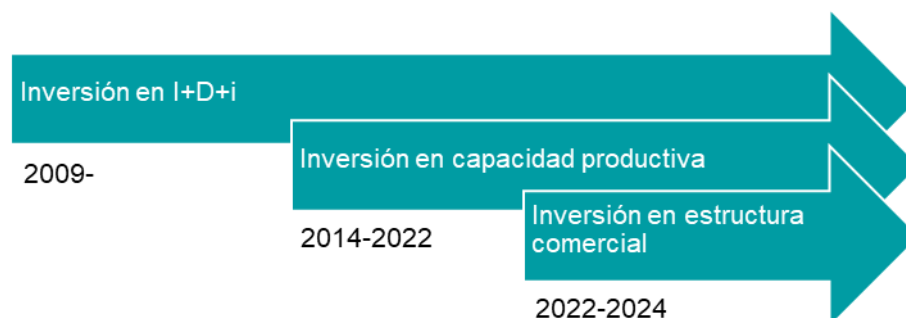 Inversión en I+D+i
2009-
Inversión en capacidad productiva
2014-2022
Inversión en estructura
comercial
2022-2024